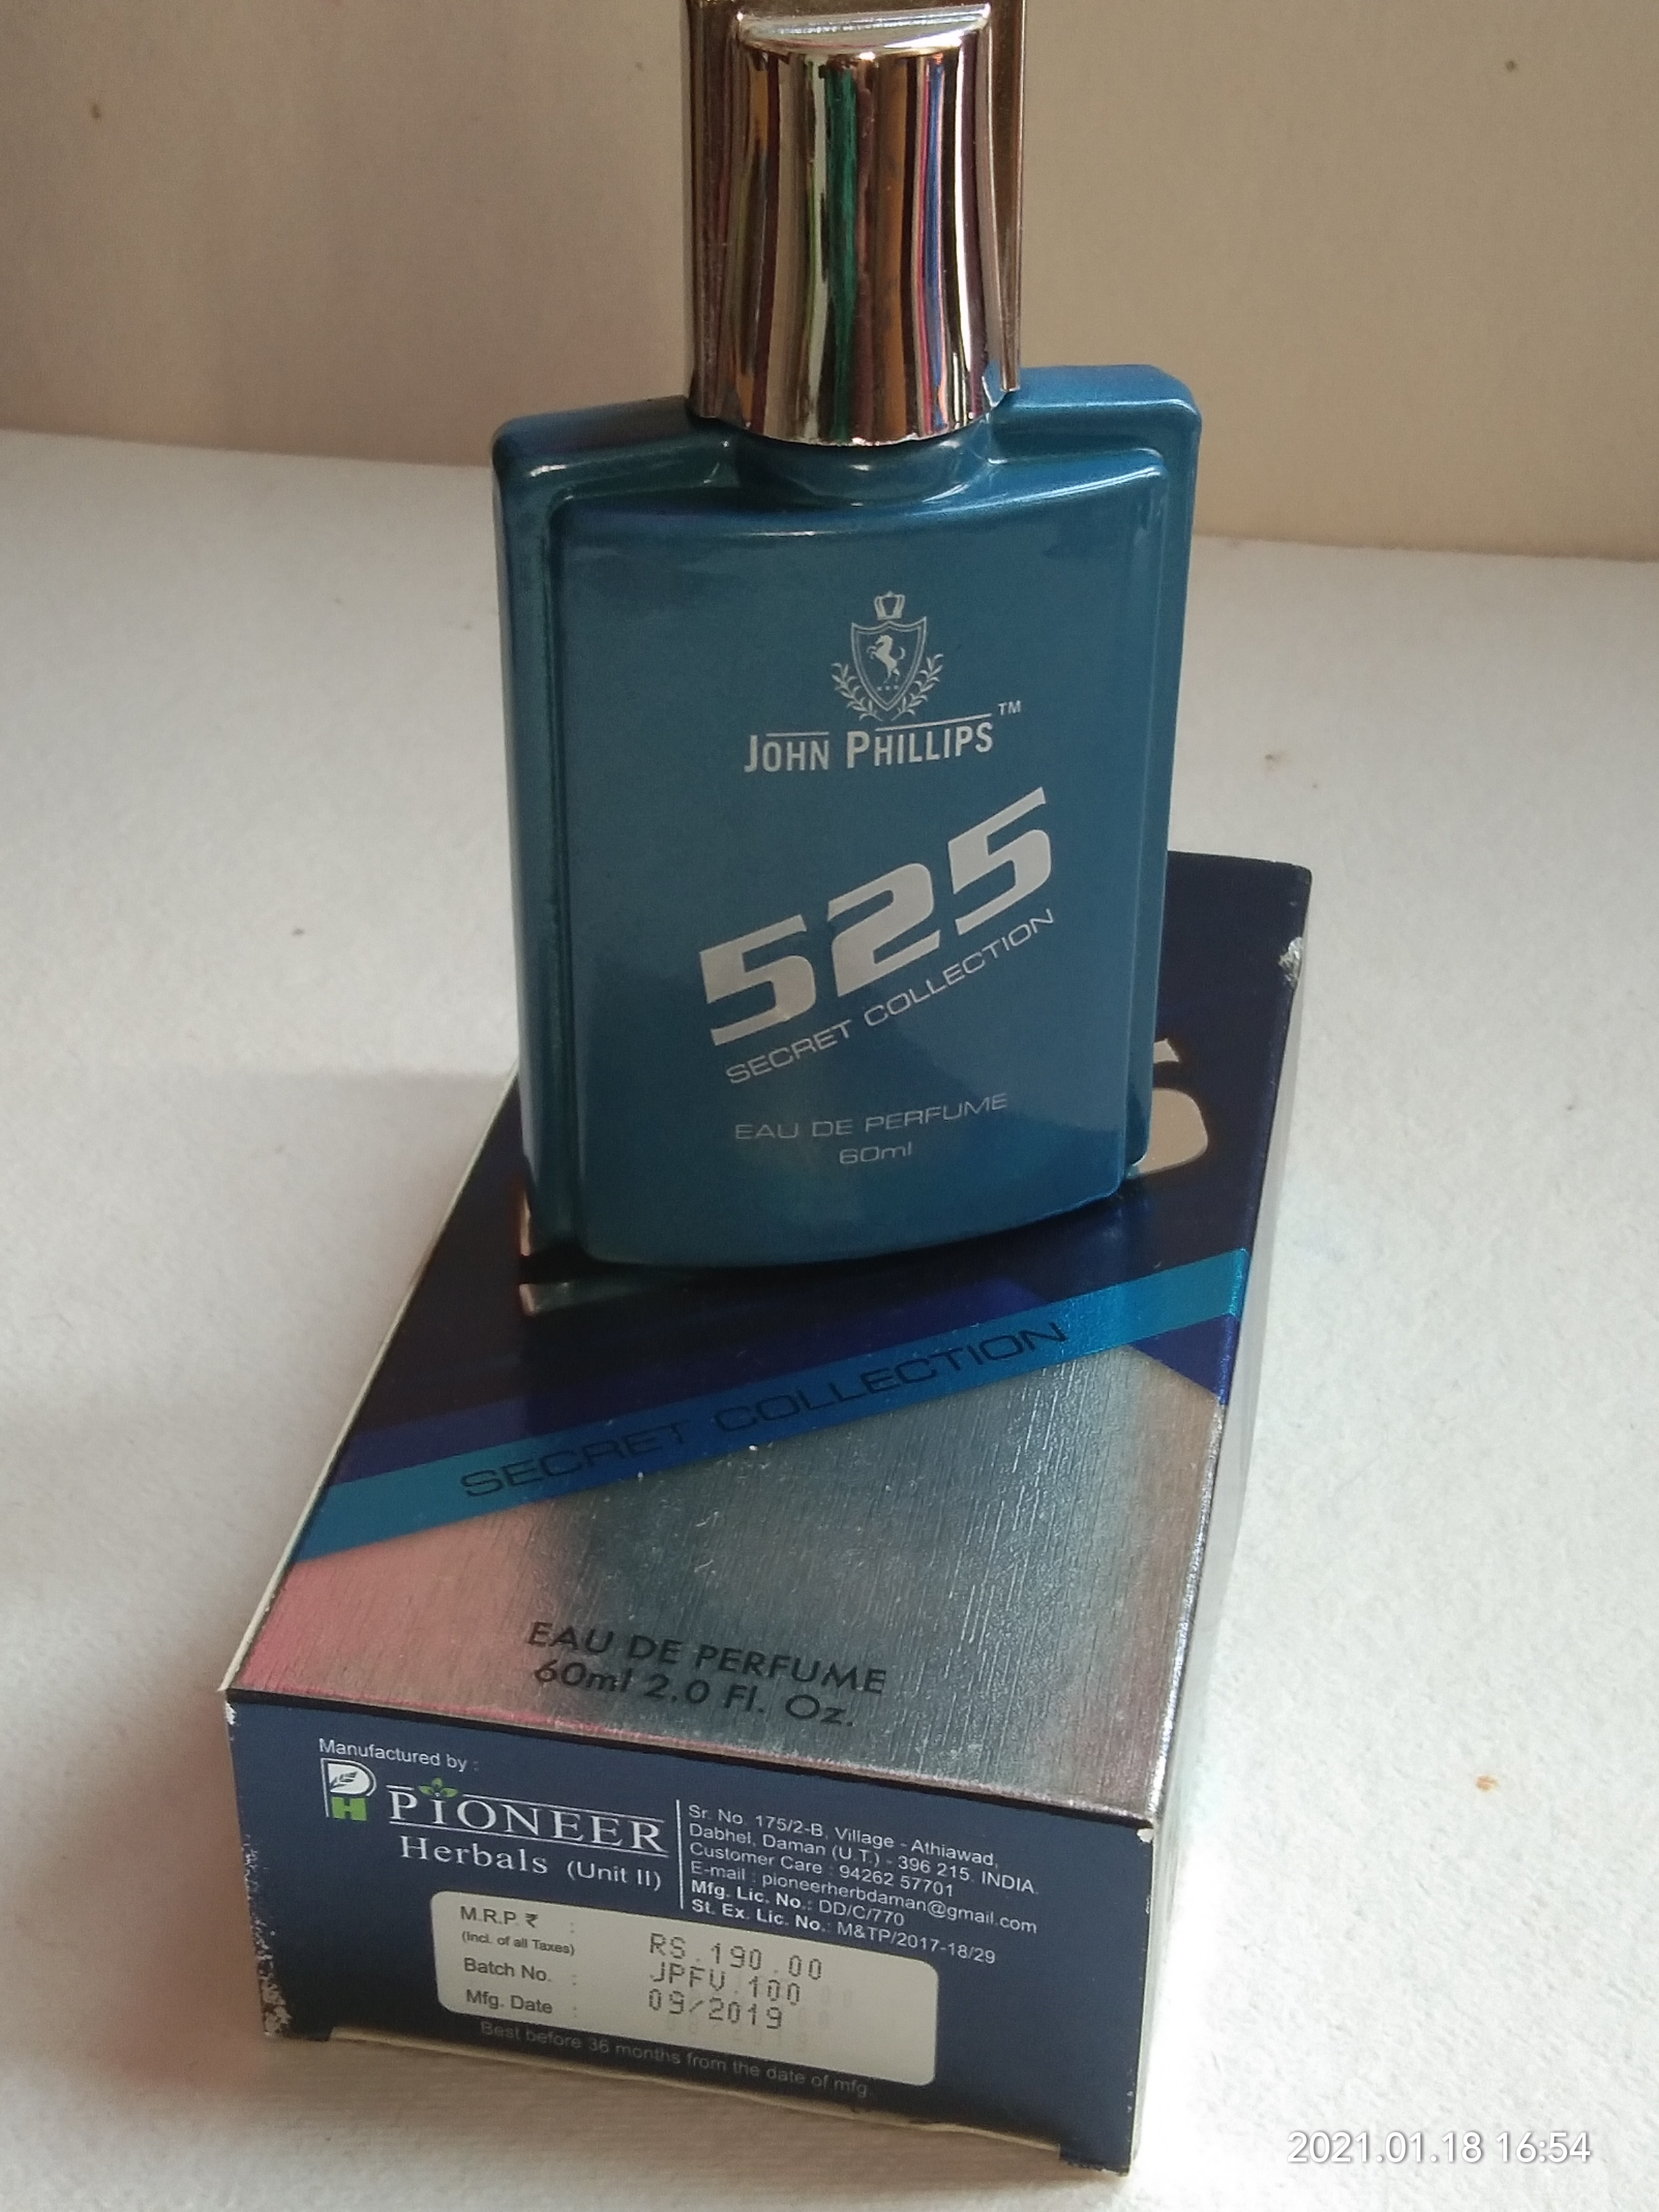 JOHN PHILLIPS™
525
SECRET COLLECTION
EAU DE PERFUME
60ml
SECRET COLLECTION
EAU DE PERFUME
60ml 2.0 Fl. Oz.
Manufactured by :
PH
PIONEER
Herbals (Unit II)
Sr. No. 175/2-B, Village - Athiawad,
Dabhel, Daman (U.T.) - 396 215. INDIA.
Customer Care : 94262 57701
E-mail : pioneerherbdaman@gmail.com
Mfg. Lic. No.: DD/C/770
St. Ex. Lic. No.: M&TP/2017-18/29
M.R.P. ₹ : RS.190.00
(Incl. of all Taxes)
Batch No. : JPFV 100
Mfg. Date : 09/2019
Best before 36 months from the date of mfg.
2021.01.18 16:54